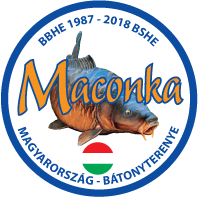 BBHE 1987 - 2018 BSHE
Maconka
MAGYARORSZÁG - BÁTONYTERENYE